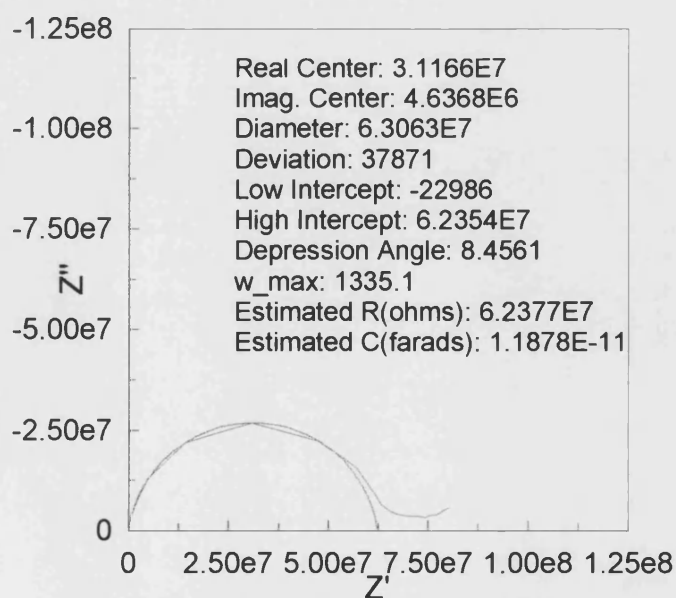 -1.25e8
-1.00e8
-7.50e7
-5.00e7
-2.50e7
0
Z''
Real Center: 3.1166E7
Imag. Center: 4.6368E6
Diameter: 6.3063E7
Deviation: 37871
Low Intercept: -22986
High Intercept: 6.2354E7
Depression Angle: 8.4561
w_max: 1335.1
Estimated R(ohms): 6.2377E7
Estimated C(farads): 1.1878E-11
0 2.50e7 5.00e7 7.50e7 1.00e8 1.25e8
Z'